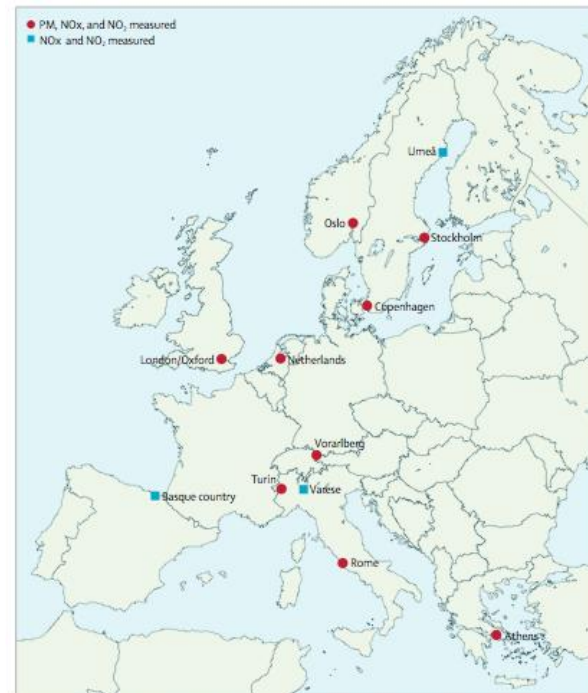 PM, NOx, and NO₂ measured
NOx and NO₂ measured
Umeå
Oslo
Stockholm
Copenhagen
London/Oxford
Netherlands
Vorarlberg
Turin
Varese
Basque country
Rome
Athens